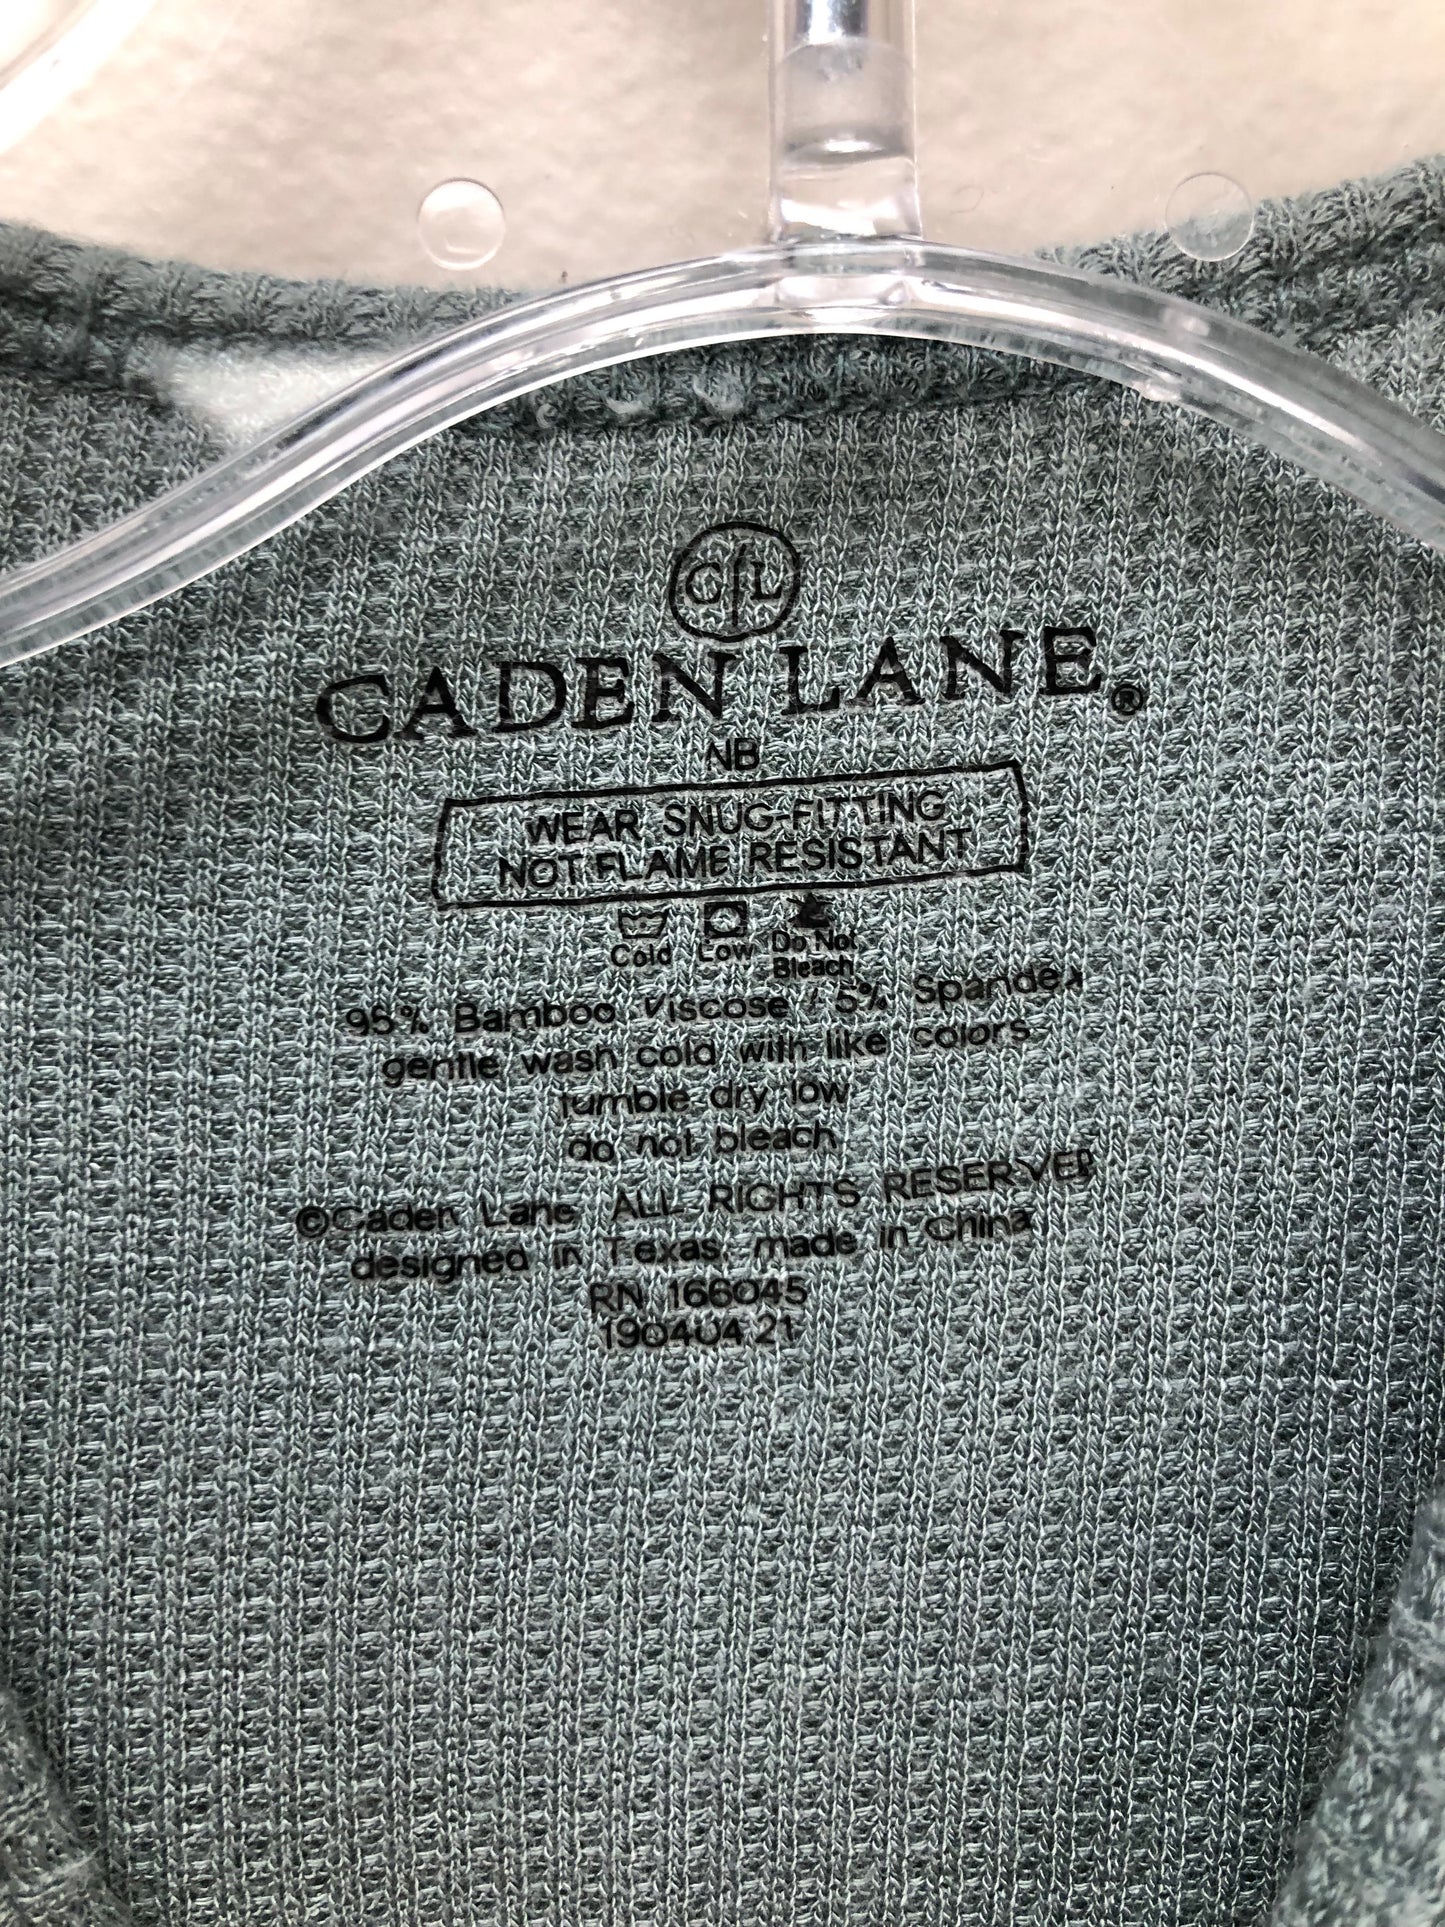 C L
CADEN LANE®
NB
WEAR SNUG-FITTING
NOT FLAME RESISTANT
Cold Low Do Not
Bleach
95% Bamboo Viscose / 5% Spandex
gentle wash cold with like colors
tumble dry low
do not bleach
©Caden Lane ALL RIGHTS RESERVED
designed in Texas, made in China
RN 166045
190404.21